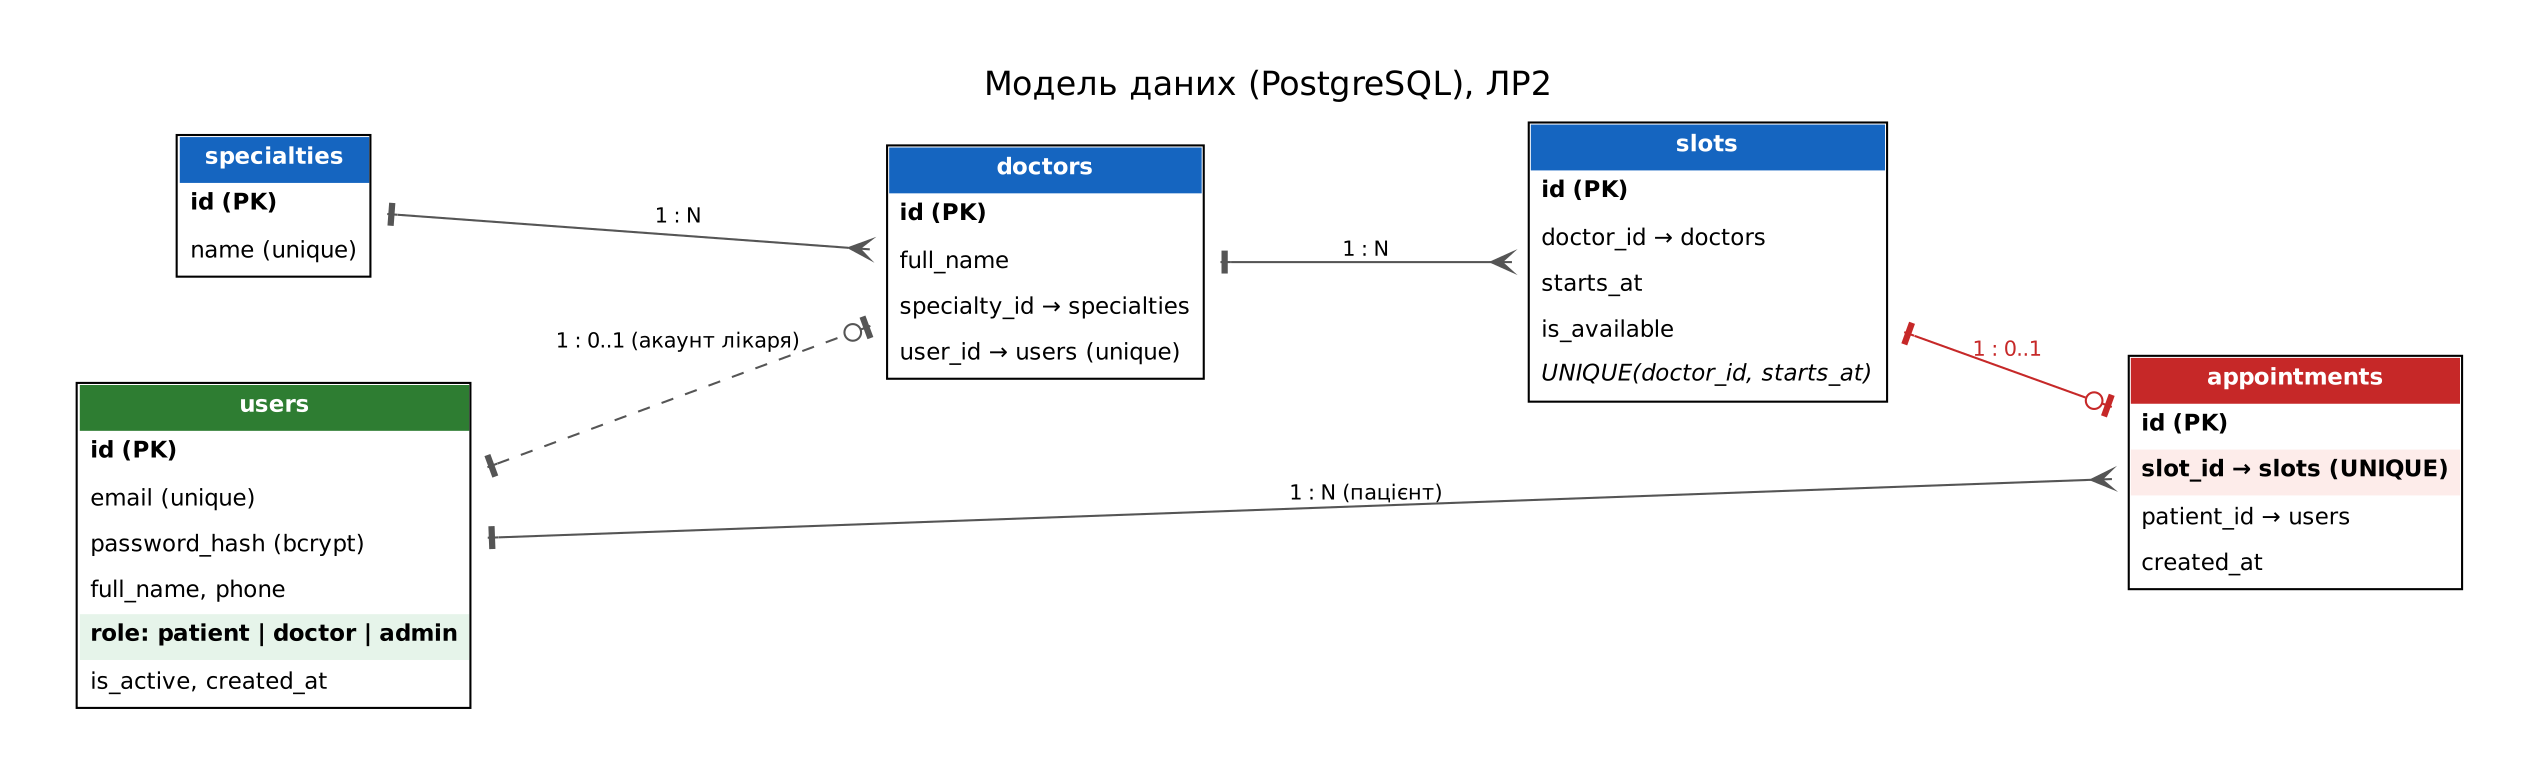 Модель даних (PostgreSQL), ЛР2
specialties
id (PK)
name (unique)
1 : N
doctors
id (PK)
full_name
specialty_id → specialties
user_id → users (unique)
1 : N
slots
id (PK)
doctor_id → doctors
starts_at
is_available
UNIQUE(doctor_id, starts_at)
1 : 0..1 (акаунт лікаря)
1 : 0..1
users
id (PK)
email (unique)
password_hash (bcrypt)
full_name, phone
role: patient | doctor | admin
is_active, created_at
1 : N (пацієнт)
appointments
id (PK)
slot_id → slots (UNIQUE)
patient_id → users
created_at